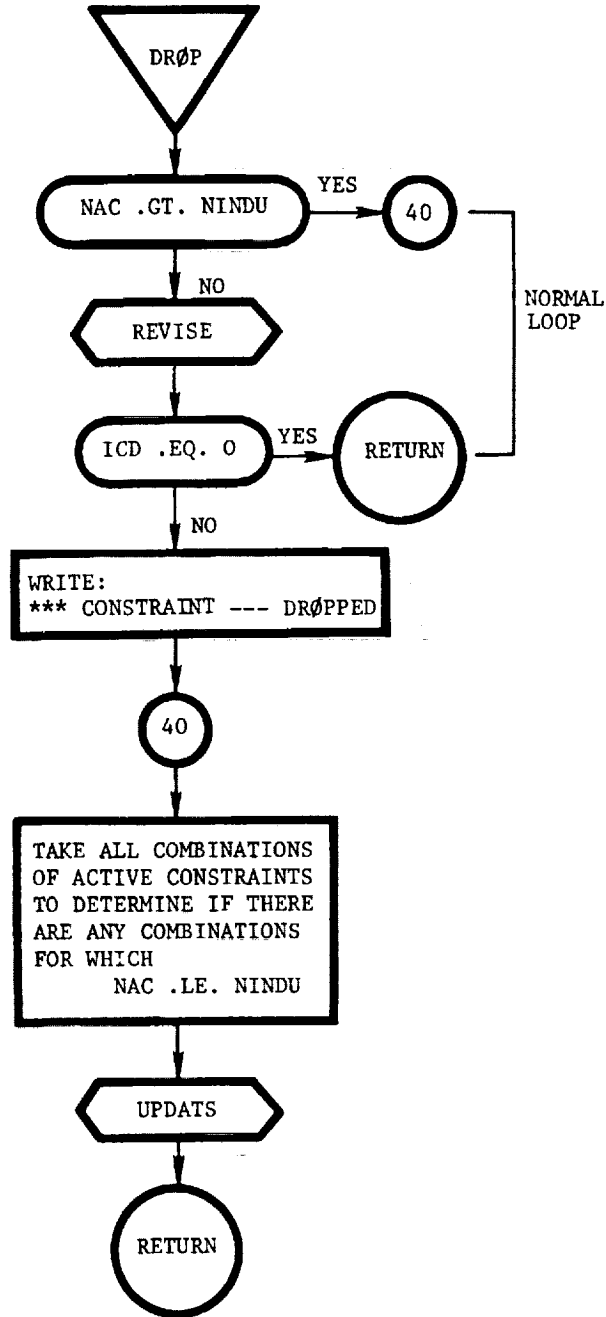 DRØP
NAC .GT. NINDU
YES
40
NO
NORMAL
LOOP
REVISE
ICD .EQ. O
YES
RETURN
NO
WRITE:
*** CONSTRAINT --- DRØPPED
40
TAKE ALL COMBINATIONS
OF ACTIVE CONSTRAINTS
TO DETERMINE IF THERE
ARE ANY COMBINATIONS
FOR WHICH
NAC .LE. NINDU
UPDATS
RETURN